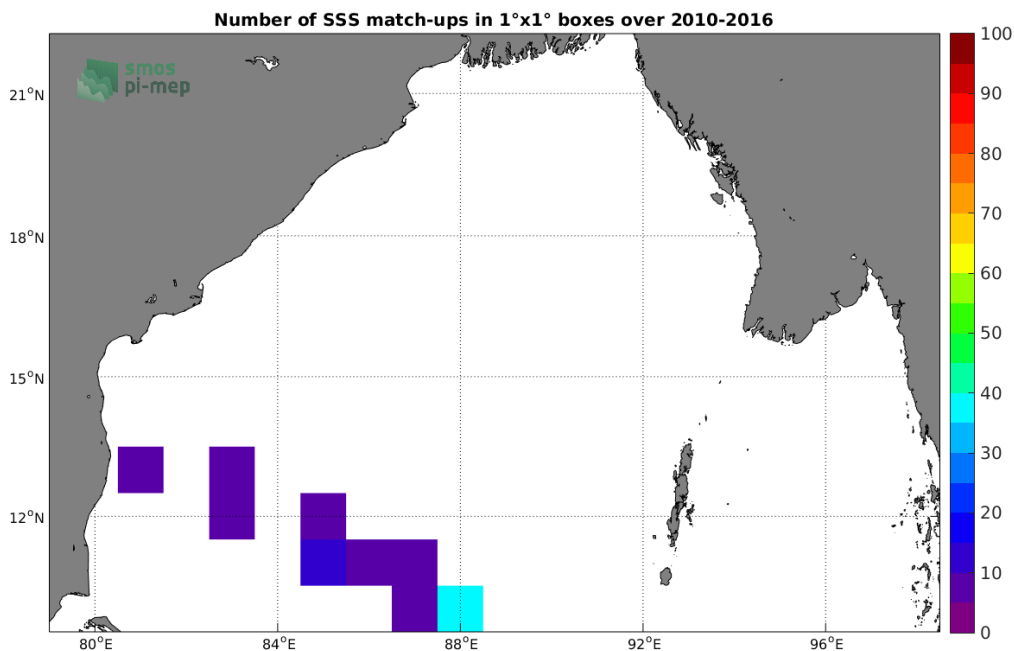 Number of SSS match-ups in 1°x1° boxes over 2010-2016
smos
pi-mep
21°N
18°N
15°N
12°N
80°E
84°E
88°E
92°E
96°E
100
90
80
70
60
50
40
30
20
10
0